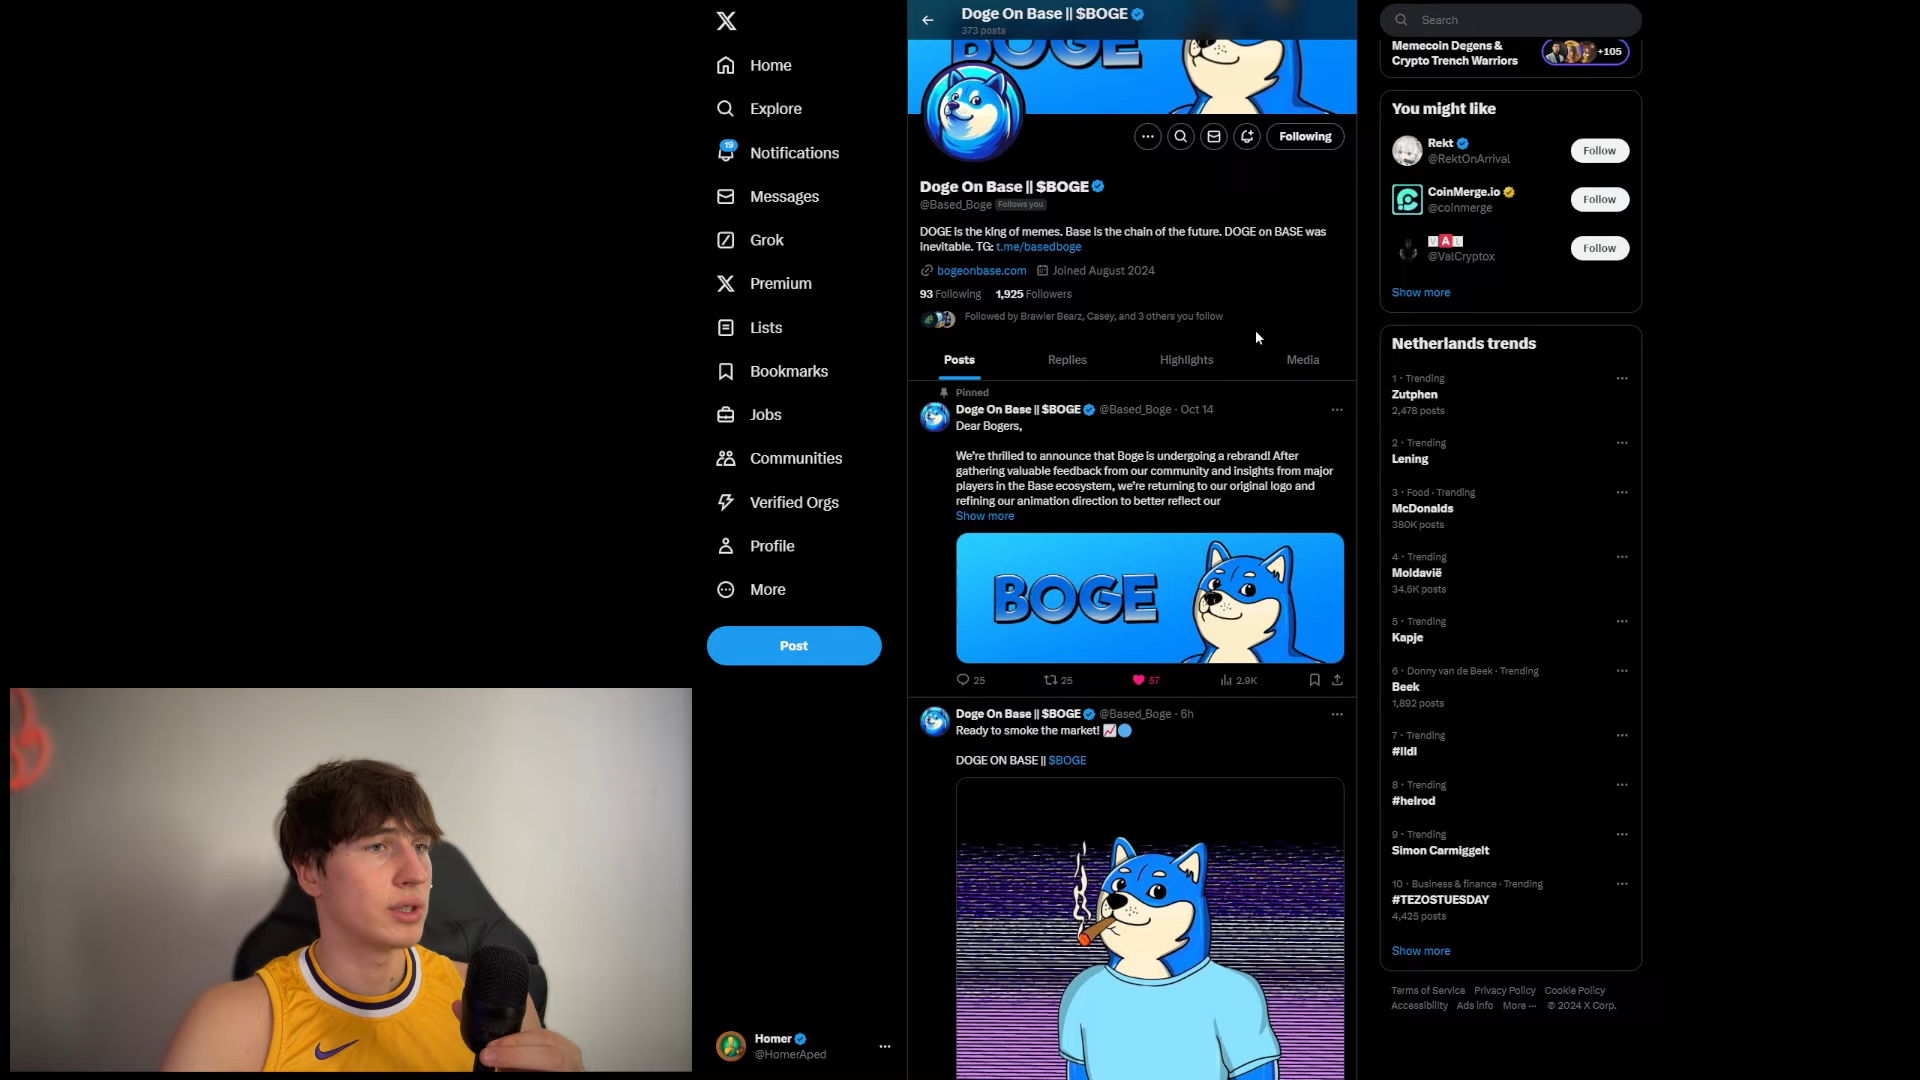 Home
Explore
19
Notifications
Messages
Grok
Premium
Lists
Bookmarks
Jobs
Communities
Verified Orgs
Profile
More
Post
Homer
@HomerAped
Doge On Base || $BOGE
373 posts
BOGE
Following
Doge On Base || $BOGE
@Based_Boge Follows you
DOGE is the king of memes. Base is the chain of the future. DOGE on BASE was
inevitable. TG: t.me/basedboge
bogeonbase.com Joined August 2024
93 Following 1,925 Followers
Followed by Brawler Bearz, Casey, and 3 others you follow
Posts Replies Highlights Media
Pinned
Doge On Base || $BOGE @Based_Boge · Oct 14
Dear Bogers,
We're thrilled to announce that Boge is undergoing a rebrand! After
gathering valuable feedback from our community and insights from major
players in the Base ecosystem, we're returning to our original logo and
refining our animation direction to better reflect our
Show more
BOGE
25 25 57 2.9K
Doge On Base || $BOGE @Based_Boge · 6h
Ready to smoke the market!
DOGE ON BASE || $BOGE
Search
Memecoin Degens &
Crypto Trench Warriors
+105
You might like
Rekt
@RektOnArrival
Follow
CoinMerge.io
@coinmerge
Follow
🆅🅰🅻
@ValCryptox
Follow
Show more
Netherlands trends
1 · Trending
Zutphen
2,478 posts
2 · Trending
Lening
3 · Food · Trending
McDonalds
380K posts
4 · Trending
Moldavië
34.6K posts
5 · Trending
Kapje
6 · Donny van de Beek · Trending
Beek
1,892 posts
7 · Trending
#lidl
8 · Trending
#helrod
9 · Trending
Simon Carmiggelt
10 · Business & finance · Trending
#TEZOSTUESDAY
4,425 posts
Show more
Terms of Service Privacy Policy Cookie Policy
Accessibility Ads info More ··· © 2024 X Corp.